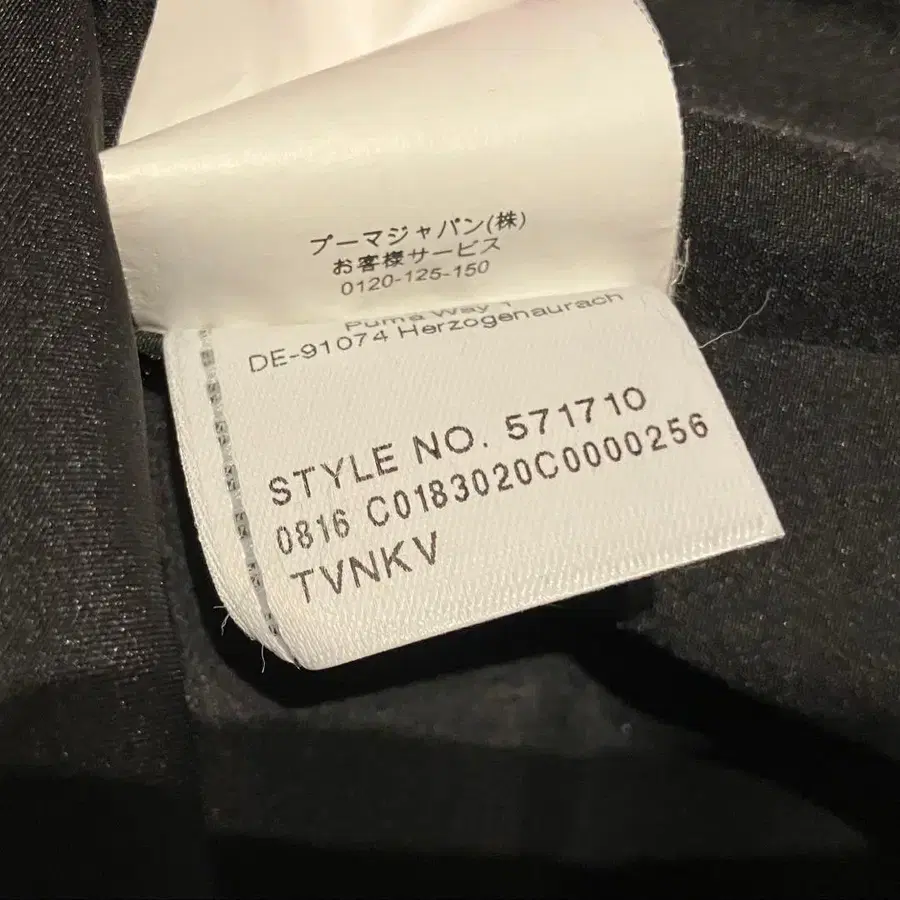 プーマジャパン(株)
お客様サービス
0120-125-150
Puma Way 1
DE-91074 Herzogenaurach
STYLE NO. 571710
0816 C0183020C0000256
TVNKV